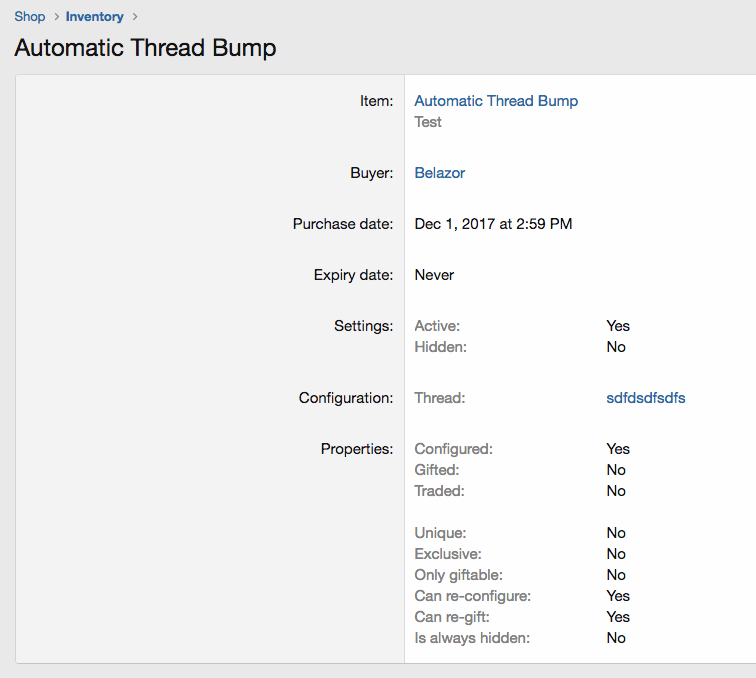 Shop > Inventory >
Automatic Thread Bump
Item: Automatic Thread Bump
Test
Buyer: Belazor
Purchase date: Dec 1, 2017 at 2:59 PM
Expiry date: Never
Settings: Active: Yes
Hidden: No
Configuration: Thread: sdfdsdfsdfs
Properties: Configured: Yes
Gifted: No
Traded: No
Unique: No
Exclusive: No
Only giftable: No
Can re-configure: Yes
Can re-gift: Yes
Is always hidden: No